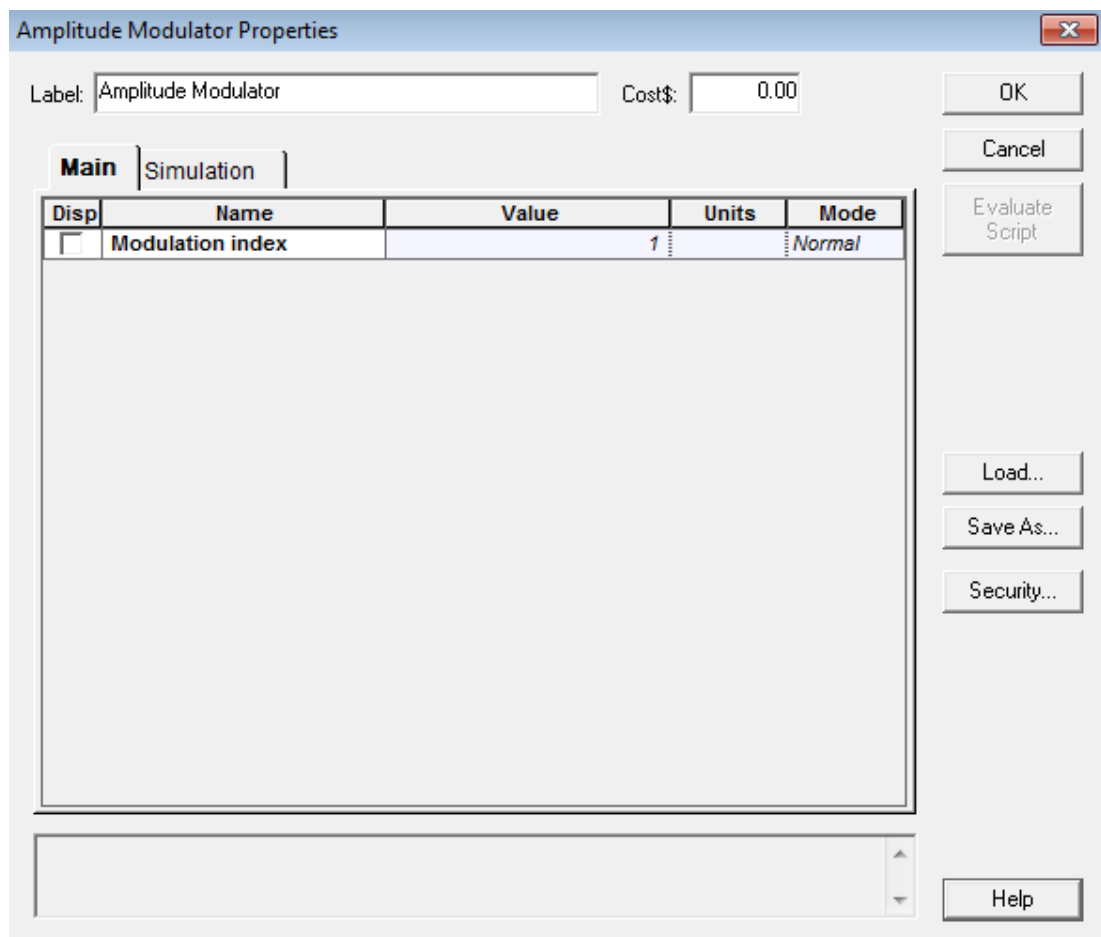 Amplitude Modulator Properties
Label: Amplitude Modulator Cost$: 0.00 OK
Cancel
Main Simulation
Disp Name Value Units Mode Evaluate Script
Modulation index 1 Normal
Load...
Save As...
Security...
Help